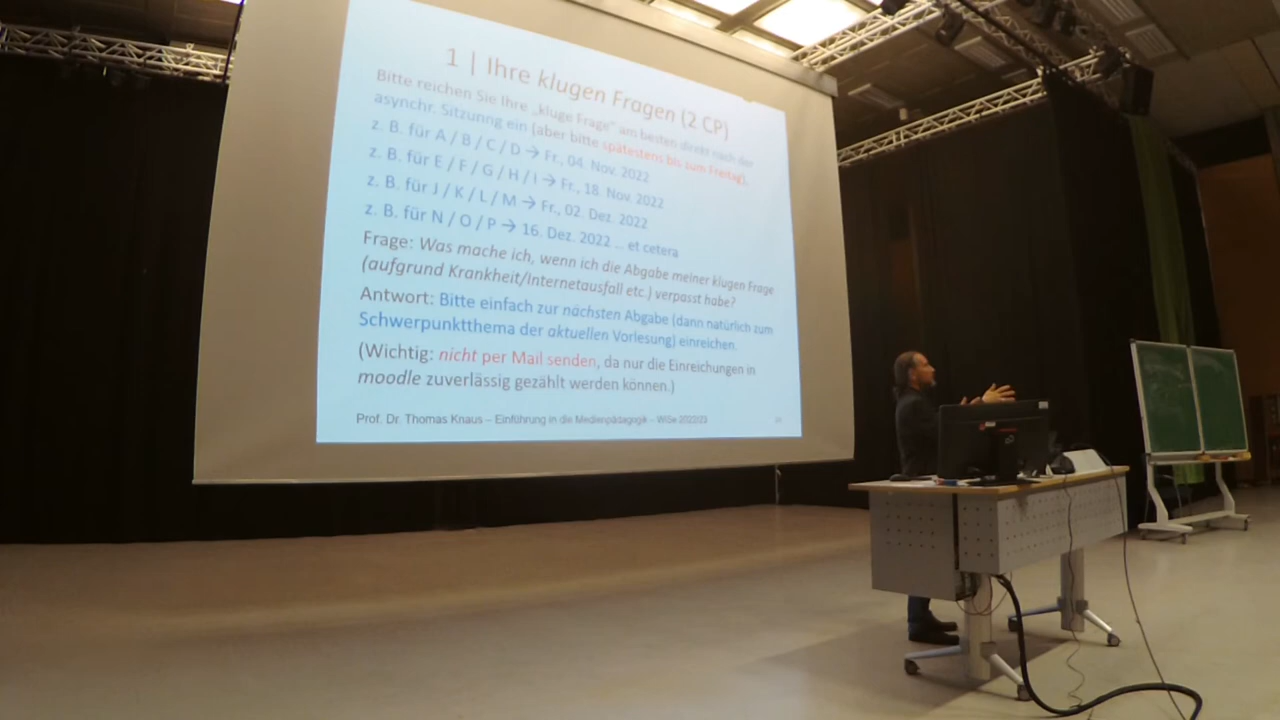 1 | Ihre klugen Fragen (2 CP)
Bitte reichen Sie Ihre „kluge Frage“ am besten direkt nach der
asynchr. Sitzunng ein (aber bitte spätestens bis zum Freitag),
z. B. für A / B / C / D → Fr., 04. Nov. 2022
z. B. für E / F / G / H / I → Fr., 18. Nov. 2022
z. B. für J / K / L / M → Fr., 02. Dez. 2022
z. B. für N / O / P → 16. Dez. 2022 ... et cetera
Frage: Was mache ich, wenn ich die Abgabe meiner klugen Frage
(aufgrund Krankheit/Internetausfall etc.) verpasst habe?
Antwort: Bitte einfach zur nächsten Abgabe (dann natürlich zum
Schwerpunktthema der aktuellen Vorlesung) einreichen.
(Wichtig: nicht per Mail senden, da nur die Einreichungen in
moodle zuverlässig gezählt werden können.)
Prof. Dr. Thomas Knaus – Einführung in die Medienpädagogik – WiSe 2022/23